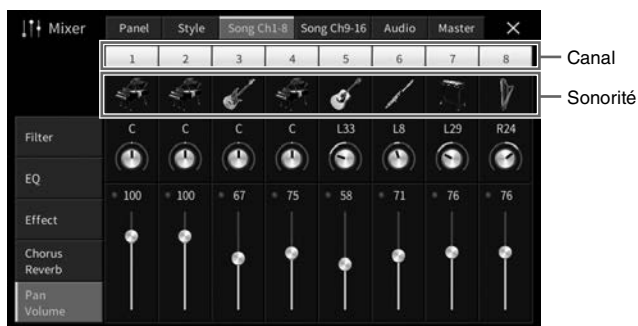 Mixer Panel Style Song Ch1-8 Song Ch9-16 Audio Master
1 2 3 4 5 6 7 8 Canal
Sonorité
Filter C C C C L33 L8 L29 R24
EQ
100 100 67 75 58 71 76 76
Effect
Chorus
Reverb
Pan
Volume